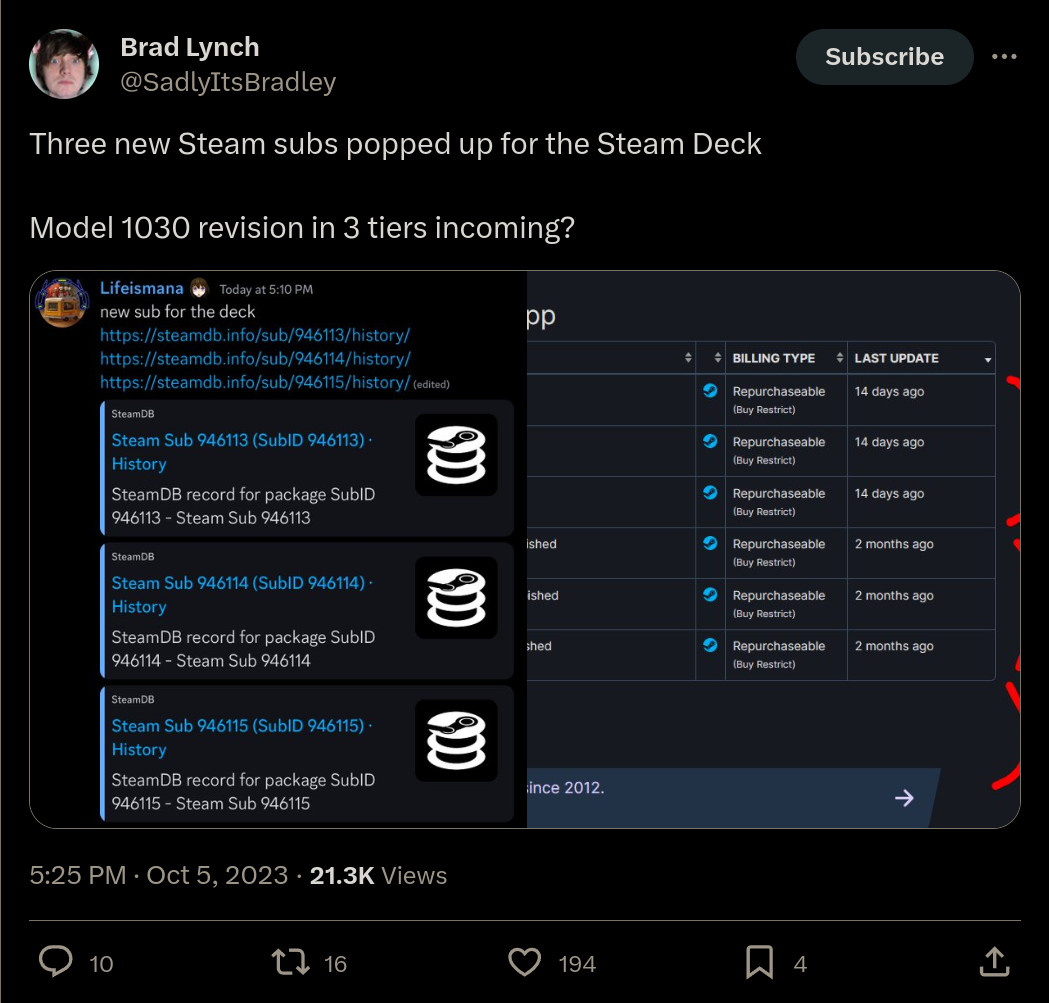 Brad Lynch
@SadlyItsBradley
Subscribe
Three new Steam subs popped up for the Steam Deck
Model 1030 revision in 3 tiers incoming?
Lifeismana Today at 5:10 PM
new sub for the deck
https://steamdb.info/sub/946113/history/
https://steamdb.info/sub/946114/history/
https://steamdb.info/sub/946115/history/ (edited)
SteamDB
Steam Sub 946113 (SubID 946113) ·
History
SteamDB record for package SubID
946113 - Steam Sub 946113
SteamDB
Steam Sub 946114 (SubID 946114) ·
History
SteamDB record for package SubID
946114 - Steam Sub 946114
SteamDB
Steam Sub 946115 (SubID 946115) ·
History
SteamDB record for package SubID
946115 - Steam Sub 946115
pp
BILLING TYPE LAST UPDATE
Repurchaseable 14 days ago
(Buy Restrict)
Repurchaseable 14 days ago
(Buy Restrict)
Repurchaseable 14 days ago
(Buy Restrict)
ished Repurchaseable 2 months ago
(Buy Restrict)
ished Repurchaseable 2 months ago
(Buy Restrict)
shed Repurchaseable 2 months ago
(Buy Restrict)
since 2012.
5:25 PM · Oct 5, 2023 · 21.3K Views
10 16 194 4